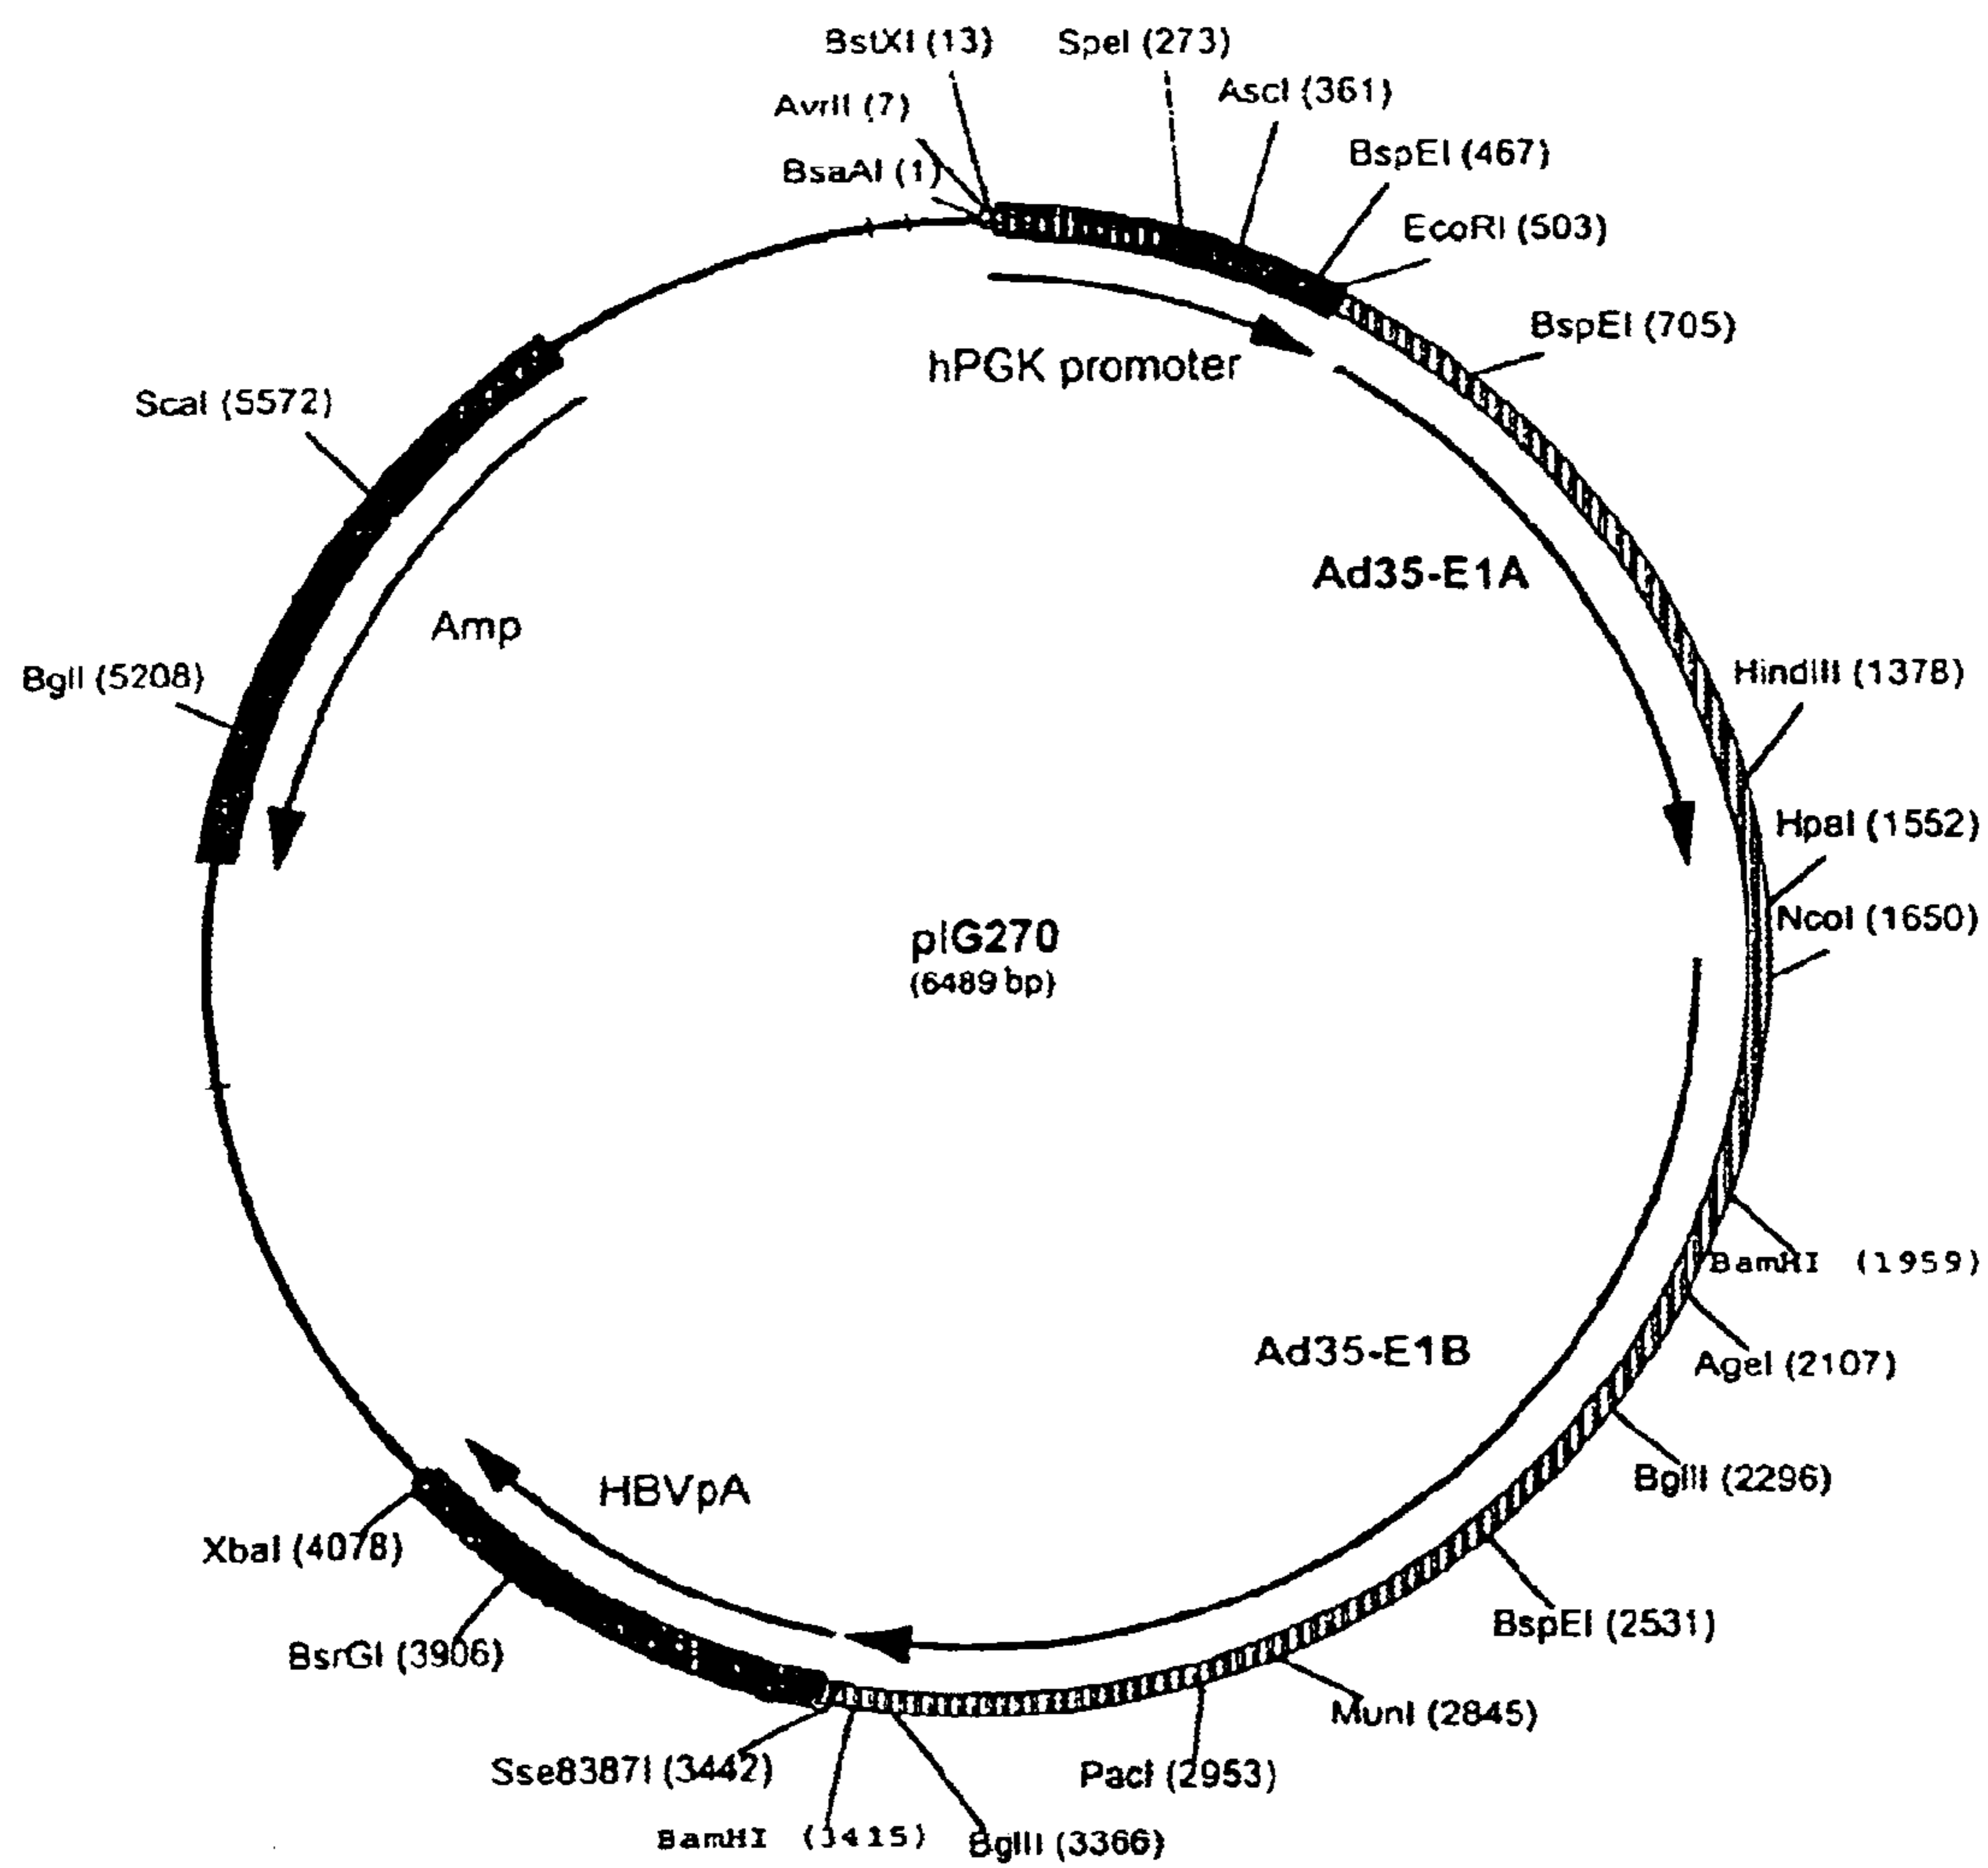 BstXI (13)
SpeI (273)
AscI (361)
AvrII (7)
BspEI (467)
BsaAI (1)
EcoRI (503)
BspEI (705)
hPGK promoter
ScaI (5572)
Ad35-E1A
Amp
BglI (5208)
HindIII (1378)
HpaI (1552)
NcoI (1650)
pIG270
(6489 bp)
BamHI (1959)
Ad35-E1B
AgeI (2107)
BglII (2296)
HBVpA
XbaI (4078)
BspEI (2531)
BsrGI (3906)
MunI (2845)
Sse8387I (3442)
PacI (2953)
BamHI (3415)
BglII (3366)